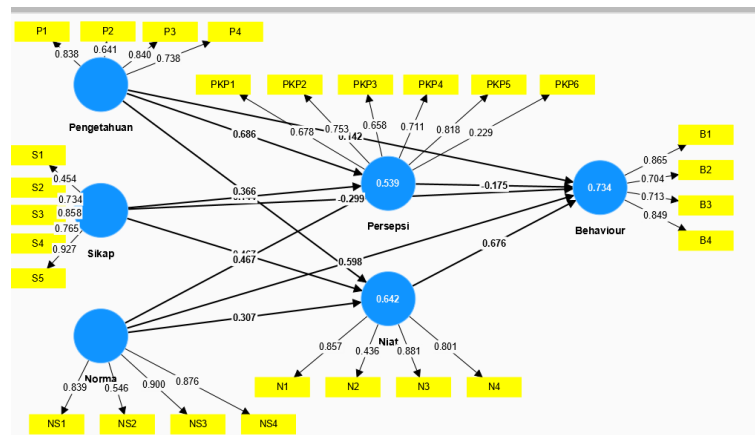 P1
P2
P3
P4
0.838
0.641
0.840
0.738
Pengetahuan
PKP1
PKP2
PKP3
PKP4
PKP5
PKP6
0.678
0.753
0.658
0.711
0.818
0.229
0.686
0.142
S1
S2
S3
S4
S5
0.454
0.734
0.858
0.765
0.927
Sikap
0.366
-0.299
0.539
Persepsi
-0.175
0.734
Behaviour
B1
B2
B3
B4
0.865
0.704
0.713
0.849
0.467
0.598
0.676
0.307
0.642
Niat
Norma
0.857
0.436
0.881
0.801
N1
N2
N3
N4
0.839
0.546
0.900
0.876
NS1
NS2
NS3
NS4